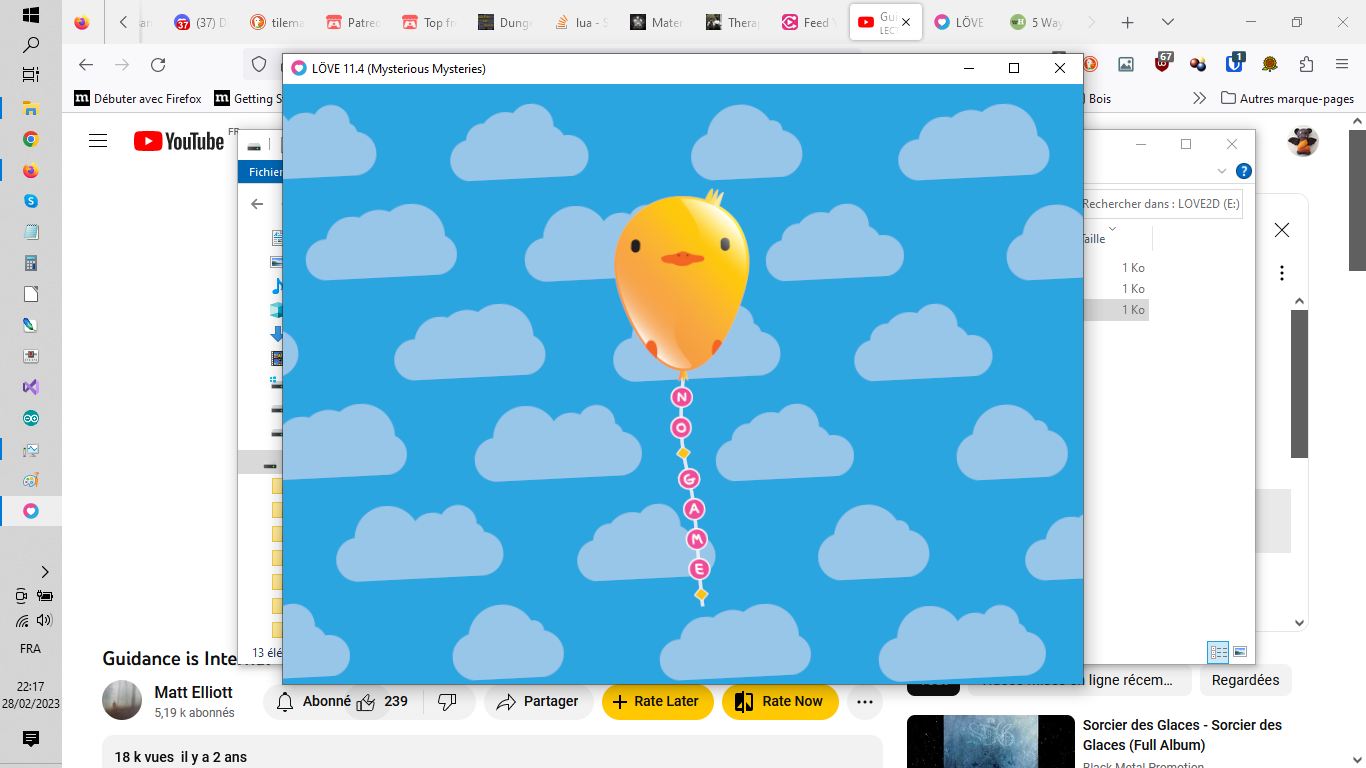 (37) D
tilema
Patreo
Top fr
Dung
lua - S
Mater
Thera
Feed
Gui
LECT
LÖVE
5 Way
LÖVE 11.4 (Mysterious Mysteries)
67
1
Débuter avec Firefox
Getting S
Bois
Autres marque-pages
YouTube
FR
Fichier
Rechercher dans : LOVE2D (E:)
Taille
1 Ko
1 Ko
1 Ko
NO GAME
13 élé
Guidance is Inte
Matt Elliott
5,19 k abonnés
Abonné
239
Partager
Rate Later
Rate Now
en ligne récem...
Regardées
18 k vues il y a 2 ans
Sorcier des Glaces - Sorcier des
Glaces (Full Album)
Black Metal Promotion
FRA
22:17
28/02/2023